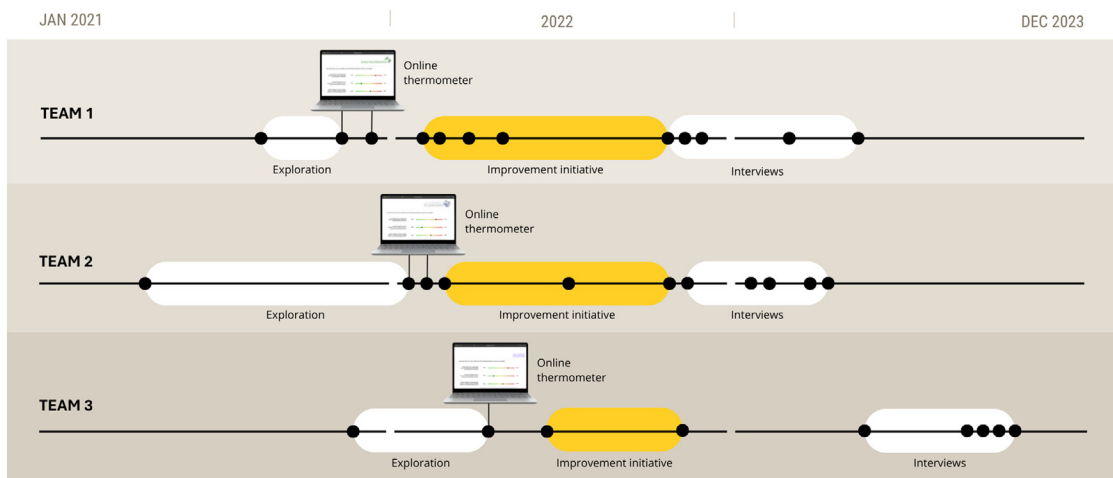 JAN 2021
2022
DEC 2023
Online
thermometer
TEAM 1
Exploration
Improvement initiative
Interviews
Online
thermometer
TEAM 2
Exploration
Improvement initiative
Interviews
Online
thermometer
TEAM 3
Exploration
Improvement initiative
Interviews